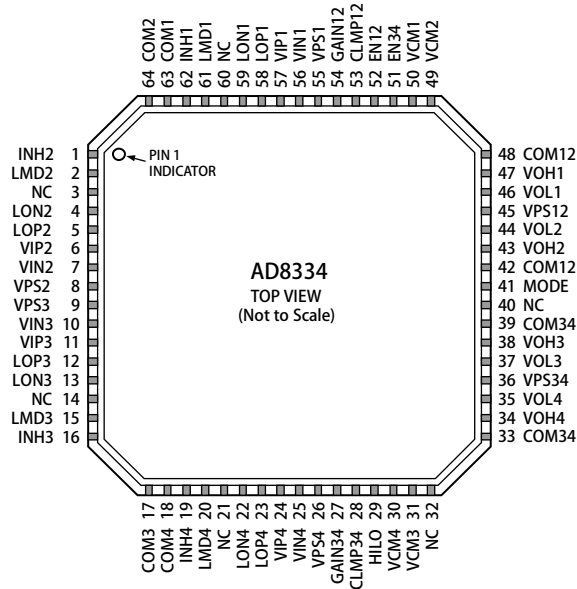 64 COM2
63 COM1
62 INH1
61 LMD1
60 NC
59 LON1
58 LOP1
57 VIP1
56 VIN1
55 VPS1
54 GAIN12
53 CLMP12
52 EN12
51 EN34
50 VCM1
49 VCM2
INH2 1
LMD2 2
NC 3
LON2 4
LOP2 5
VIP2 6
VIN2 7
VPS2 8
VPS3 9
VIN3 10
VIP3 11
LOP3 12
LON3 13
NC 14
LMD3 15
INH3 16
PIN 1
INDICATOR
AD8334
TOP VIEW
(Not to Scale)
48 COM12
47 VOH1
46 VOL1
45 VPS12
44 VOL2
43 VOH2
42 COM12
41 MODE
40 NC
39 COM34
38 VOH3
37 VOL3
36 VPS34
35 VOL4
34 VOH4
33 COM34
COM3 17
COM4 18
INH4 19
LMD4 20
NC 21
LON4 22
LOP4 23
VIP4 24
VIN4 25
VPS4 26
GAIN34 27
CLMP34 28
HILO 29
VCM4 30
VCM3 31
NC 32